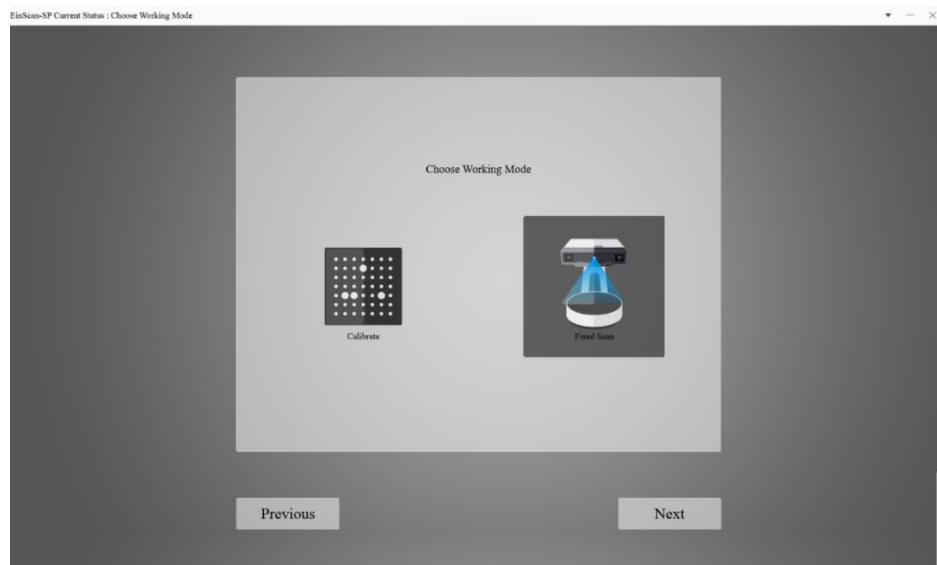 EinScan-SP Current Status : Choose Working Mode
Choose Working Mode
Calibrate
Fixed Scan
Previous
Next